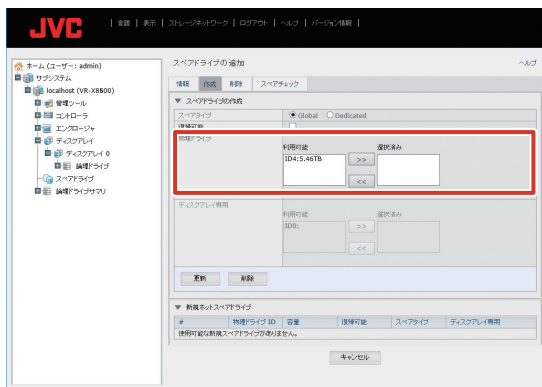 JVC
| 言語 | 表示 | ストレージネットワーク | ログアウト | ヘルプ | バージョン情報 |
ホーム (ユーザー: admin)
サブシステム
localhost (VR-X8600)
管理ツール
コントローラ
エンクロージャ
ディスクアレイ
ディスクアレイ 0
論理ドライブ
スペアドライブ
論理ドライブサマリ
スペアドライブの追加
ヘルプ
情報 作成 削除 スペアチェック
▼ スペアドライブの作成
スペアタイプ Global Dedicated
復帰可能
物理ドライブ
利用可能 選択済み
ID4:5.46TB >>
<<
ディスクアレイ専用
利用可能 選択済み
ID0: >>
<<
更新 削除
▼ 新規ホットスペアドライブ
# 物理ドライブ ID 容量 復帰可能 スペアタイプ ディスクアレイ専用
使用可能な新規スペアドライブがありません。
キャンセル